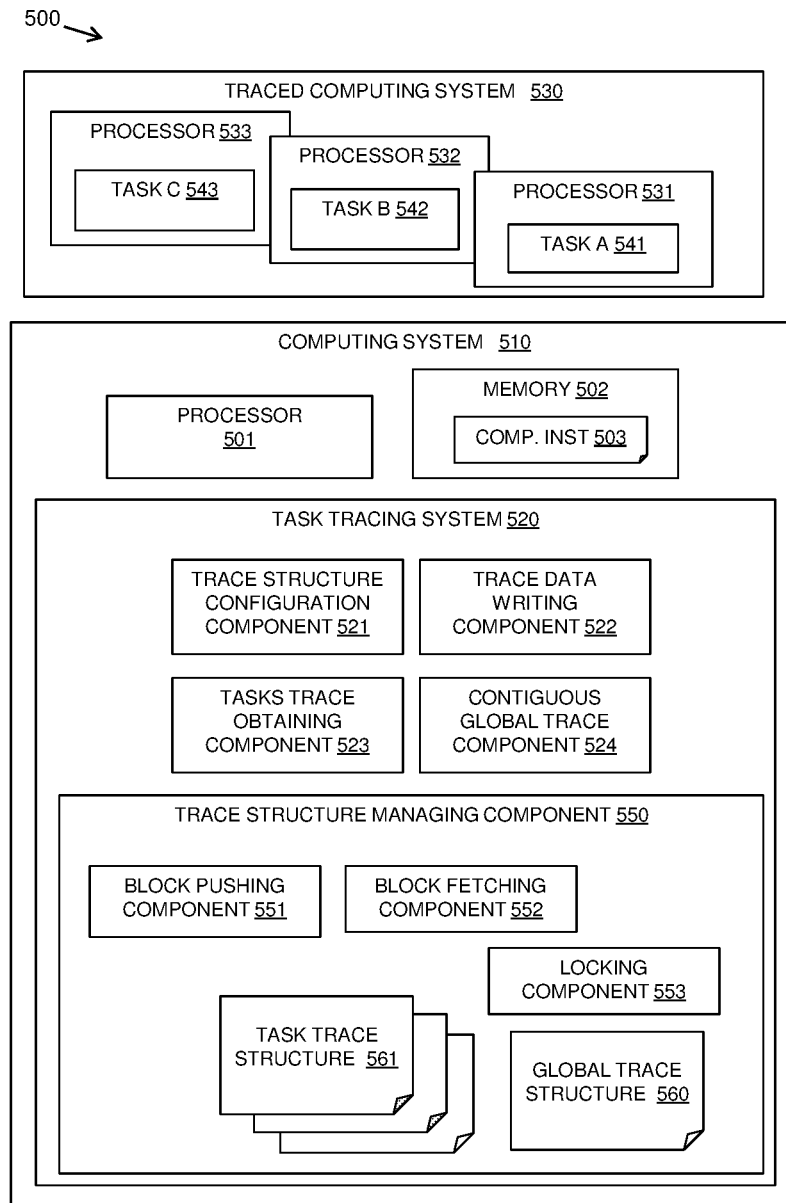 500
TRACED COMPUTING SYSTEM 530
PROCESSOR 533
TASK C 543
PROCESSOR 532
TASK B 542
PROCESSOR 531
TASK A 541
COMPUTING SYSTEM 510
PROCESSOR
501
MEMORY 502
COMP. INST 503
TASK TRACING SYSTEM 520
TRACE STRUCTURE
CONFIGURATION
COMPONENT 521
TRACE DATA
WRITING
COMPONENT 522
TASKS TRACE
OBTAINING
COMPONENT 523
CONTIGUOUS
GLOBAL TRACE
COMPONENT 524
TRACE STRUCTURE MANAGING COMPONENT 550
BLOCK PUSHING
COMPONENT 551
BLOCK FETCHING
COMPONENT 552
LOCKING
COMPONENT 553
TASK TRACE
STRUCTURE 561
GLOBAL TRACE
STRUCTURE 560